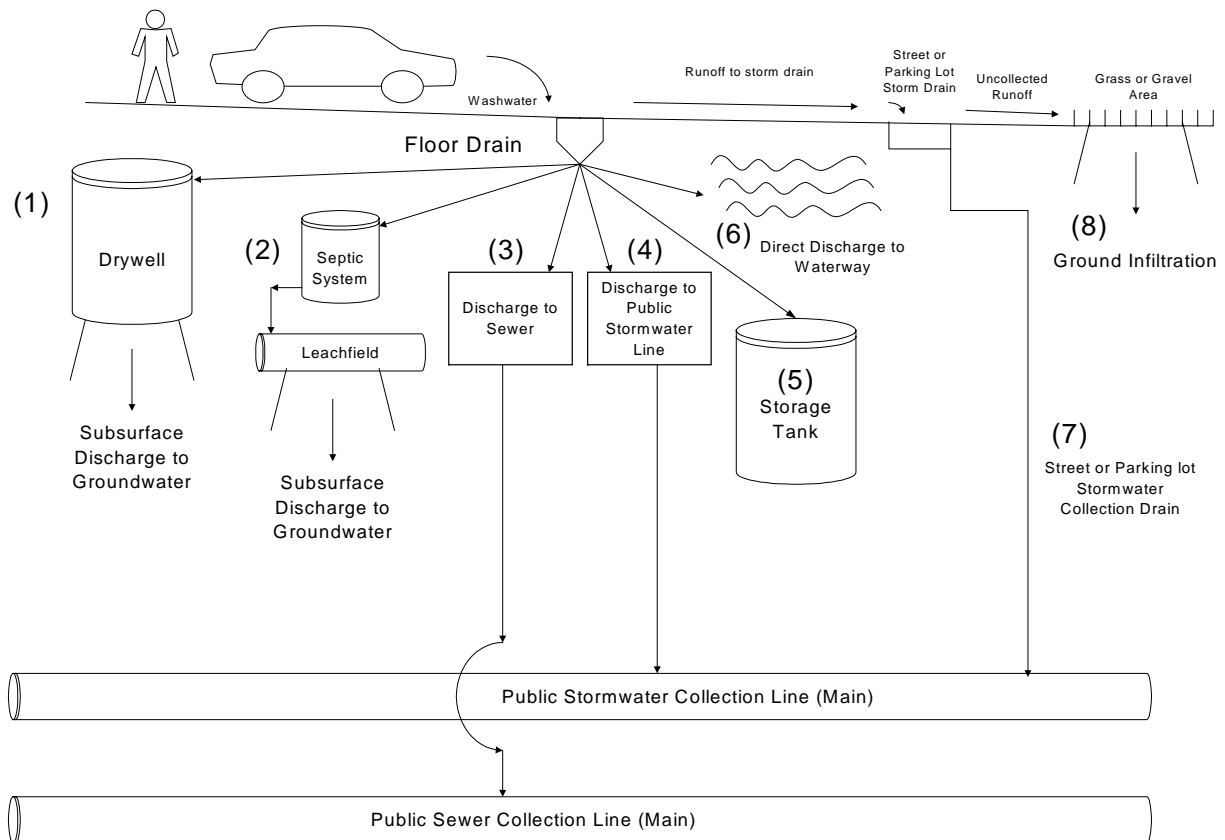 Street or
Parking Lot
Storm Drain
Runoff to storm drain
Uncollected
Runoff
Grass or Gravel
Area
Washwater
Floor Drain
(1)
Drywell
Subsurface
Discharge to
Groundwater
(2)
Septic
System
Leachfield
Subsurface
Discharge to
Groundwater
(3)
Discharge to
Sewer
(4)
Discharge to
Public
Stormwater
Line
(5)
Storage
Tank
(6)
Direct Discharge to
Waterway
(7)
Street or Parking lot
Stormwater
Collection Drain
(8)
Ground Infiltration
Public Stormwater Collection Line (Main)
Public Sewer Collection Line (Main)